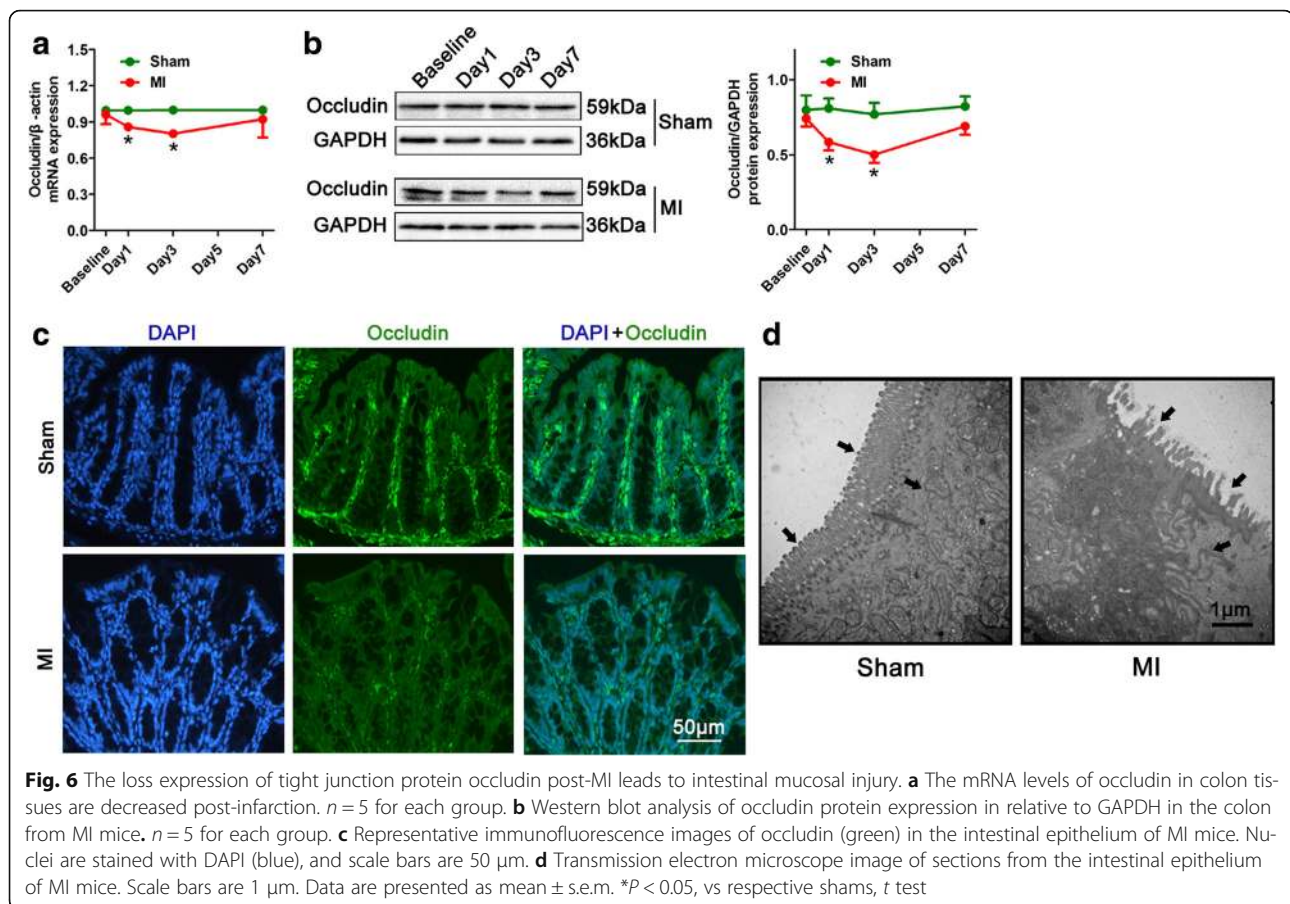 a
1.5
1.2
0.9
0.6
0.3
0.0
Occludin/β -actin
mRNA expression
Sham
MI
*
*
Baseline
Day1
Day3
Day5
Day7
b
Baseline
Day1
Day3
Day7
Occludin
59kDa
GAPDH
36kDa
Sham
Occludin
59kDa
GAPDH
36kDa
MI
Occludin/GAPDH
protein expression
1.0
0.5
0.0
Sham
MI
*
*
Baseline
Day1
Day3
Day5
Day7
c
DAPI
Occludin
DAPI+Occludin
Sham
MI
50μm
d
1μm
Sham
MI
Fig. 6 The loss expression of tight junction protein occludin post-MI leads to intestinal mucosal injury. a The mRNA levels of occludin in colon tis-
sues are decreased post-infarction. n = 5 for each group. b Western blot analysis of occludin protein expression in relative to GAPDH in the colon
from MI mice. n = 5 for each group. c Representative immunofluorescence images of occludin (green) in the intestinal epithelium of MI mice. Nu-
clei are stained with DAPI (blue), and scale bars are 50 μm. d Transmission electron microscope image of sections from the intestinal epithelium
of MI mice. Scale bars are 1 μm. Data are presented as mean ± s.e.m. *P < 0.05, vs respective shams, t test